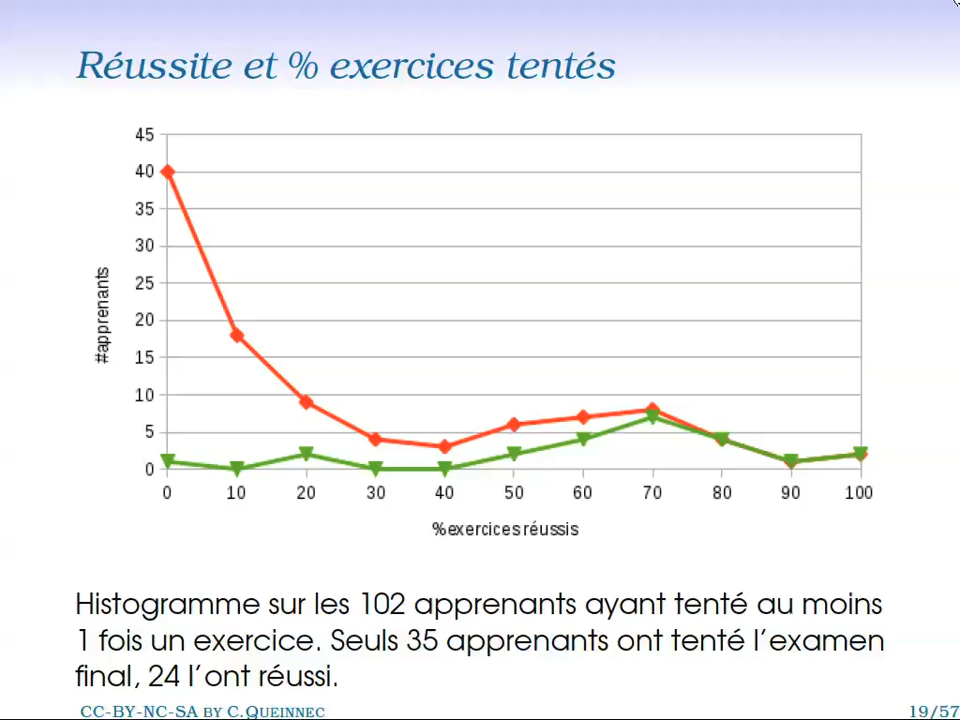 Réussite et % exercices tentés
45
40
35
30
25
20
15
10
5
0
#apprenants
0 10 20 30 40 50 60 70 80 90 100
%exercices réussis
Histogramme sur les 102 apprenants ayant tenté au moins
1 fois un exercice. Seuls 35 apprenants ont tenté l'examen
final, 24 l'ont réussi.
CC-BY-NC-SA BY C.QUEINNEC 19/57